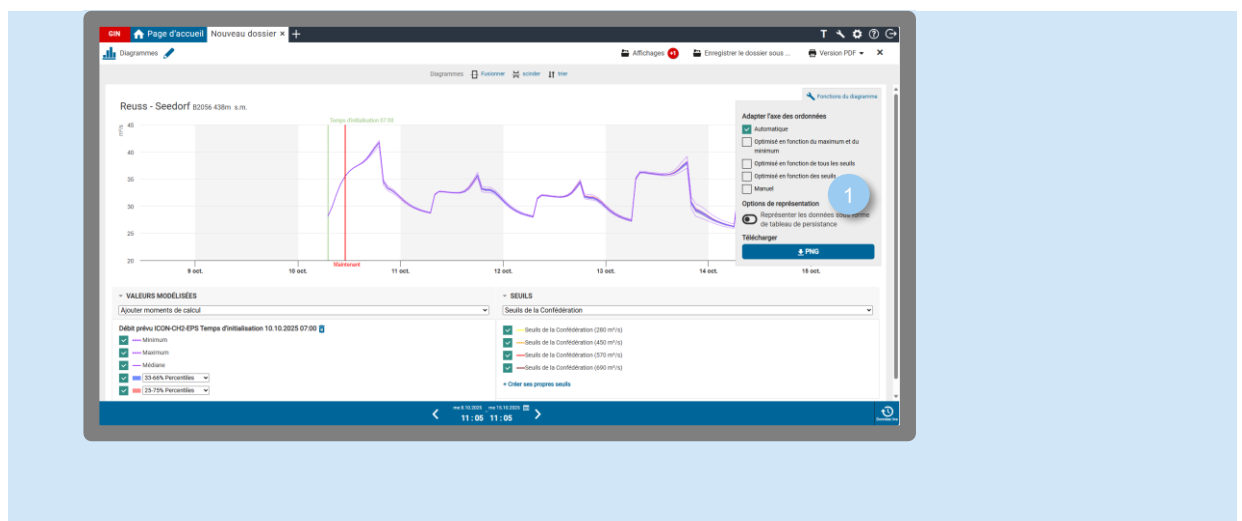 GIN Page d'accueil Nouveau dossier × +
Diagrammes
Affichages +1 Enregistrer le dossier sous ... Version PDF ×
Diagrammes Fusionner scinder trier
Fonctions du diagramme
Reuss - Seedorf B2056 438m s.m.
Temps d'initialisation 07:00
m³/s
45
40
35
30
25
20
Maintenant
9 oct. 10 oct. 11 oct. 12 oct. 13 oct. 14 oct. 15 oct.
Adapter l'axe des ordonnées
Automatique
Optimisé en fonction du maximum et du
minimum
Optimisé en fonction de tous les seuils
Optimisé en fonction des seuils
Manuel
1
Options de représentation
Représenter les données sous forme
de tableau de persistance
Télécharger
PNG
VALEURS MODÉLISÉES
Ajouter moments de calcul
Débit prévu ICON-CH2-EPS Temps d'initialisation 10.10.2025 07:00
Minimum
Maximum
Médiane
33-66% Percentiles
25-75% Percentiles
SEUILS
Seuils de la Confédération
Seuils de la Confédération (280 m³/s)
Seuils de la Confédération (450 m³/s)
Seuils de la Confédération (570 m³/s)
Seuils de la Confédération (690 m³/s)
+ Créer ses propres seuils
11:05 11:05